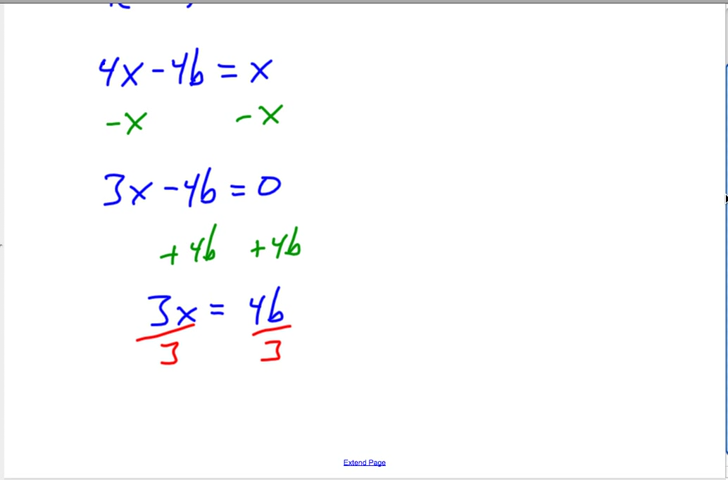 4x - 4b = x
-x -x
3x - 4b = 0
+4b +4b
3x = 4b
3 3
Extend Page